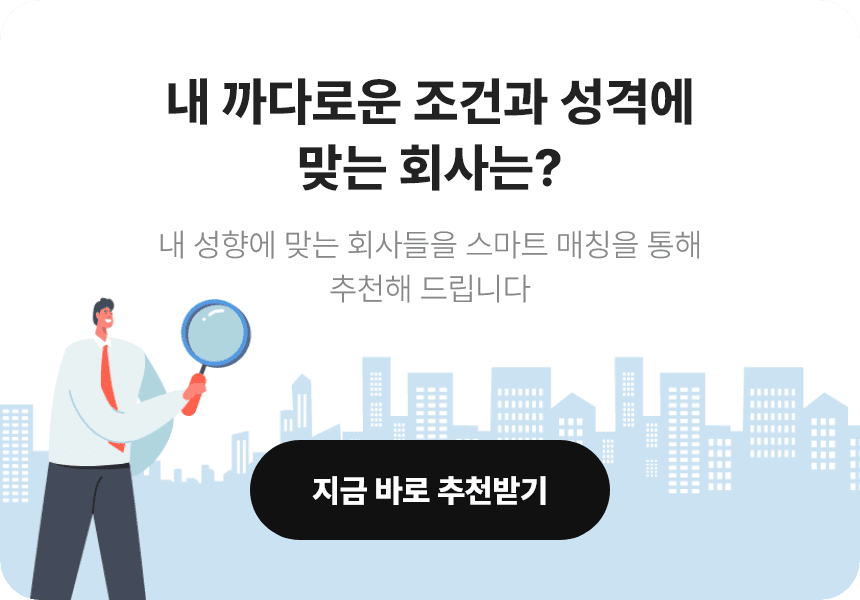 내 까다로운 조건과 성격에
맞는 회사는?
내 성향에 맞는 회사들을 스마트 매칭을 통해
추천해 드립니다
지금 바로 추천받기